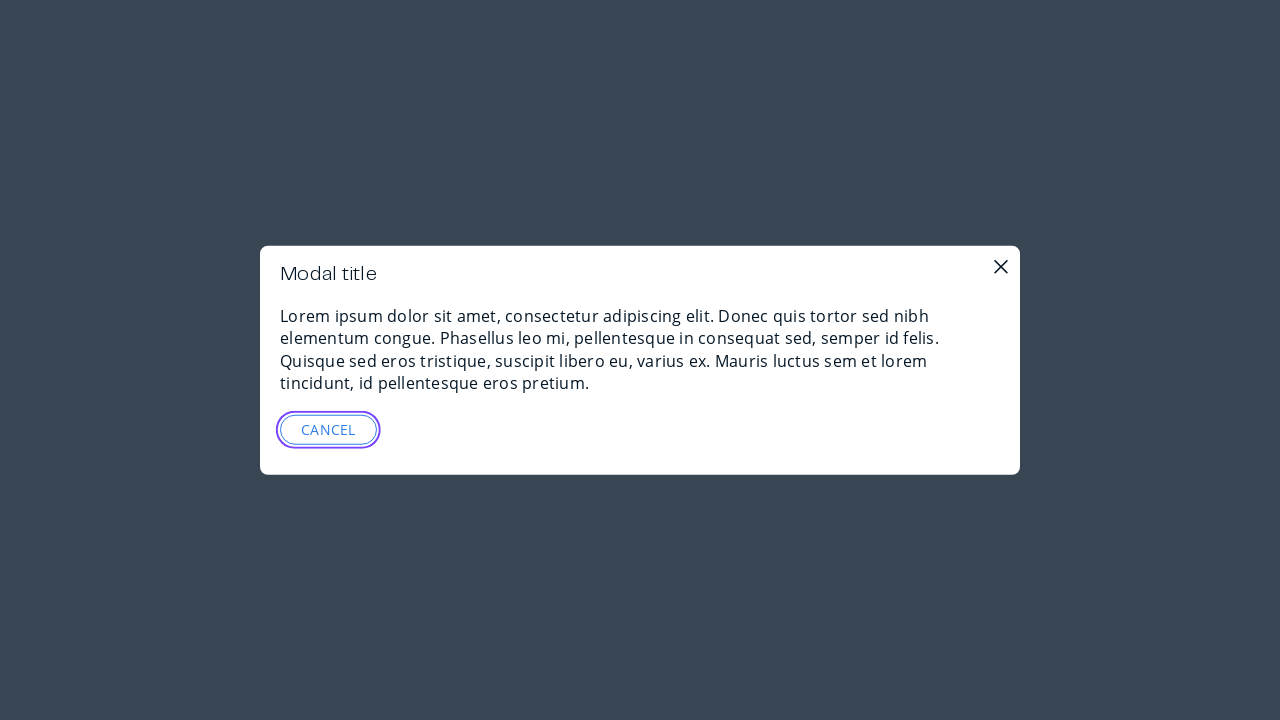 Modal title
Lorem ipsum dolor sit amet, consectetur adipiscing elit. Donec quis tortor sed nibh
elementum congue. Phasellus leo mi, pellentesque in consequat sed, semper id felis.
Quisque sed eros tristique, suscipit libero eu, varius ex. Mauris luctus sem et lorem
tincidunt, id pellentesque eros pretium.
CANCEL